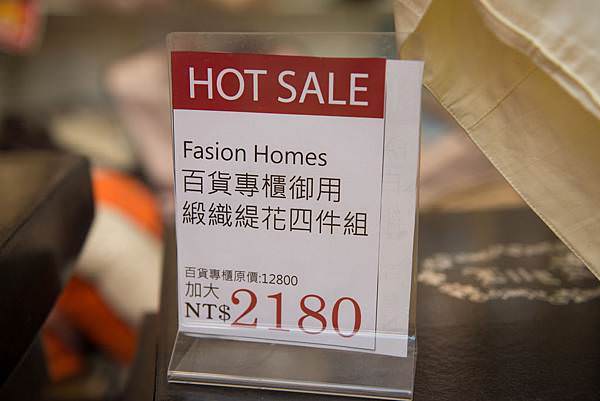 HOT SALE
Fasion Homes
百貨專櫃御用
緞織緹花四件組
百貨專櫃原價:12800
加大
NT$2180